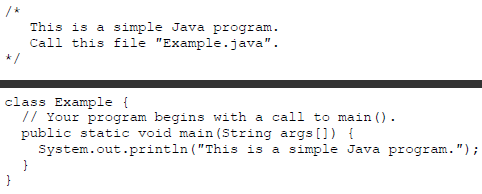 /*
   This is a simple Java program.
   Call this file "Example.java".
*/
class Example {
  // Your program begins with a call to main().
  public static void main(String args[]) {
    System.out.println("This is a simple Java program.");
  }
}